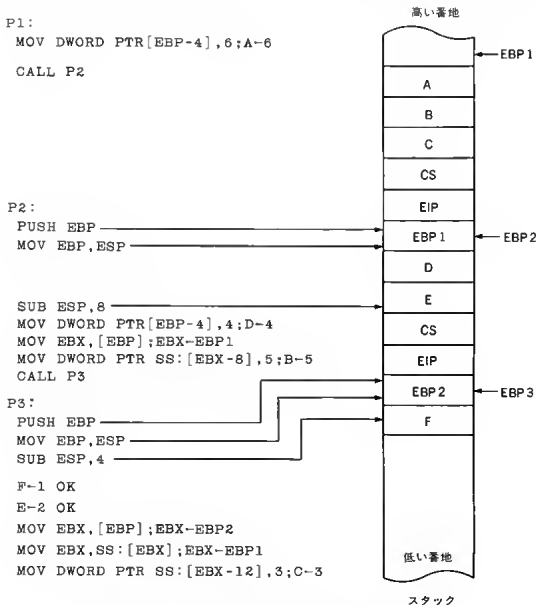 P1:
MOV DWORD PTR[EBP-4],6;A←6
CALL P2
P2:
PUSH EBP
MOV EBP,ESP
SUB ESP,8
MOV DWORD PTR[EBP-4],4;D←4
MOV EBX,[EBP];EBX←EBP1
MOV DWORD PTR SS:[EBX-8],5;B←5
CALL P3
P3:
PUSH EBP
MOV EBP,ESP
SUB ESP,4
F←1 OK
E←2 OK
MOV EBX,[EBP];EBX←EBP2
MOV EBX,SS:[EBX];EBX←EBP1
MOV DWORD PTR SS:[EBX-12],3;C←3
高い番地
EBP1
A
B
C
CS
EIP
EBP1
EBP2
D
E
CS
EIP
EBP2
EBP3
F
低い番地
スタック